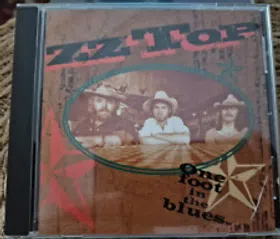 ZZ TOP
One
foot
in the
blues.